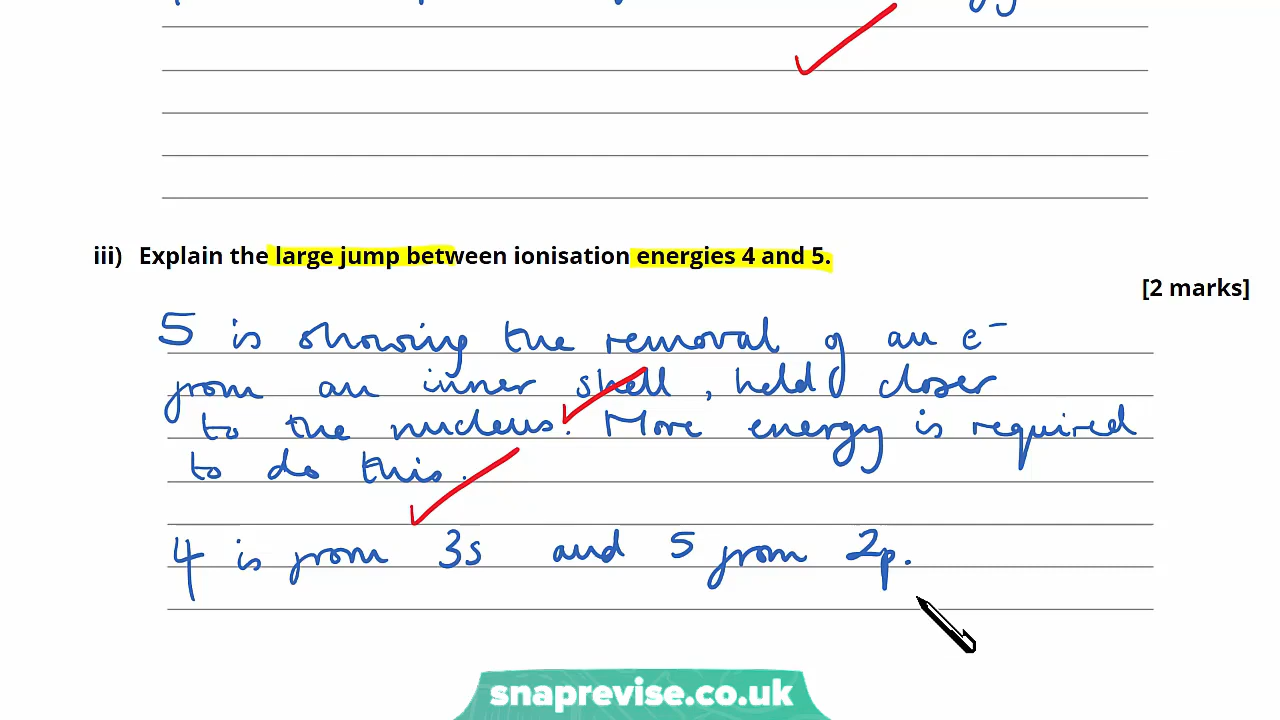 iii) Explain the large jump between ionisation energies 4 and 5.
[2 marks]
5 is showing the removal of an e⁻
from an inner shell, held closer
to the nucleus. More energy is required
to do this.
4 is from 3s and 5 from 2p.
snaprevise.co.uk